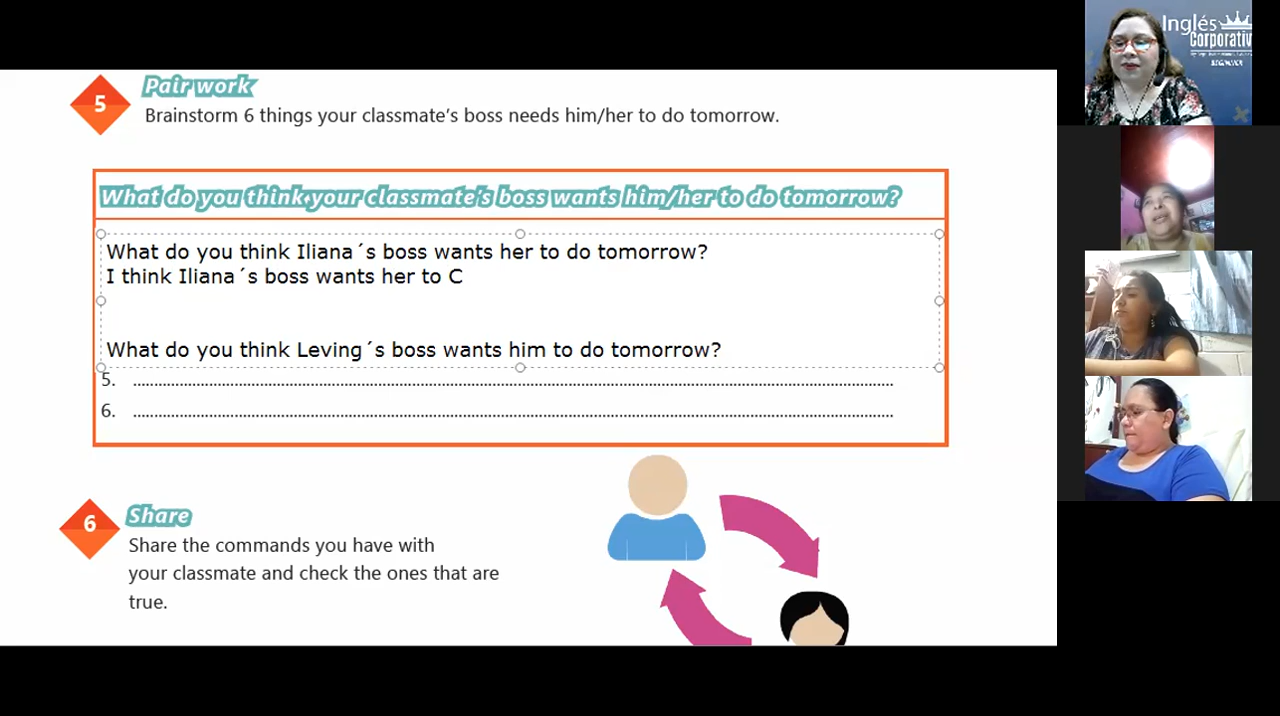 5
Pair work
Brainstorm 6 things your classmate's boss needs him/her to do tomorrow.
What do you think your classmate's boss wants him/her to do tomorrow?
What do you think Iliana´s boss wants her to do tomorrow?
I think Iliana´s boss wants her to C
What do you think Leving´s boss wants him to do tomorrow?
5.
6.
6
Share
Share the commands you have with
your classmate and check the ones that are
true.
Inglés
Corporativ